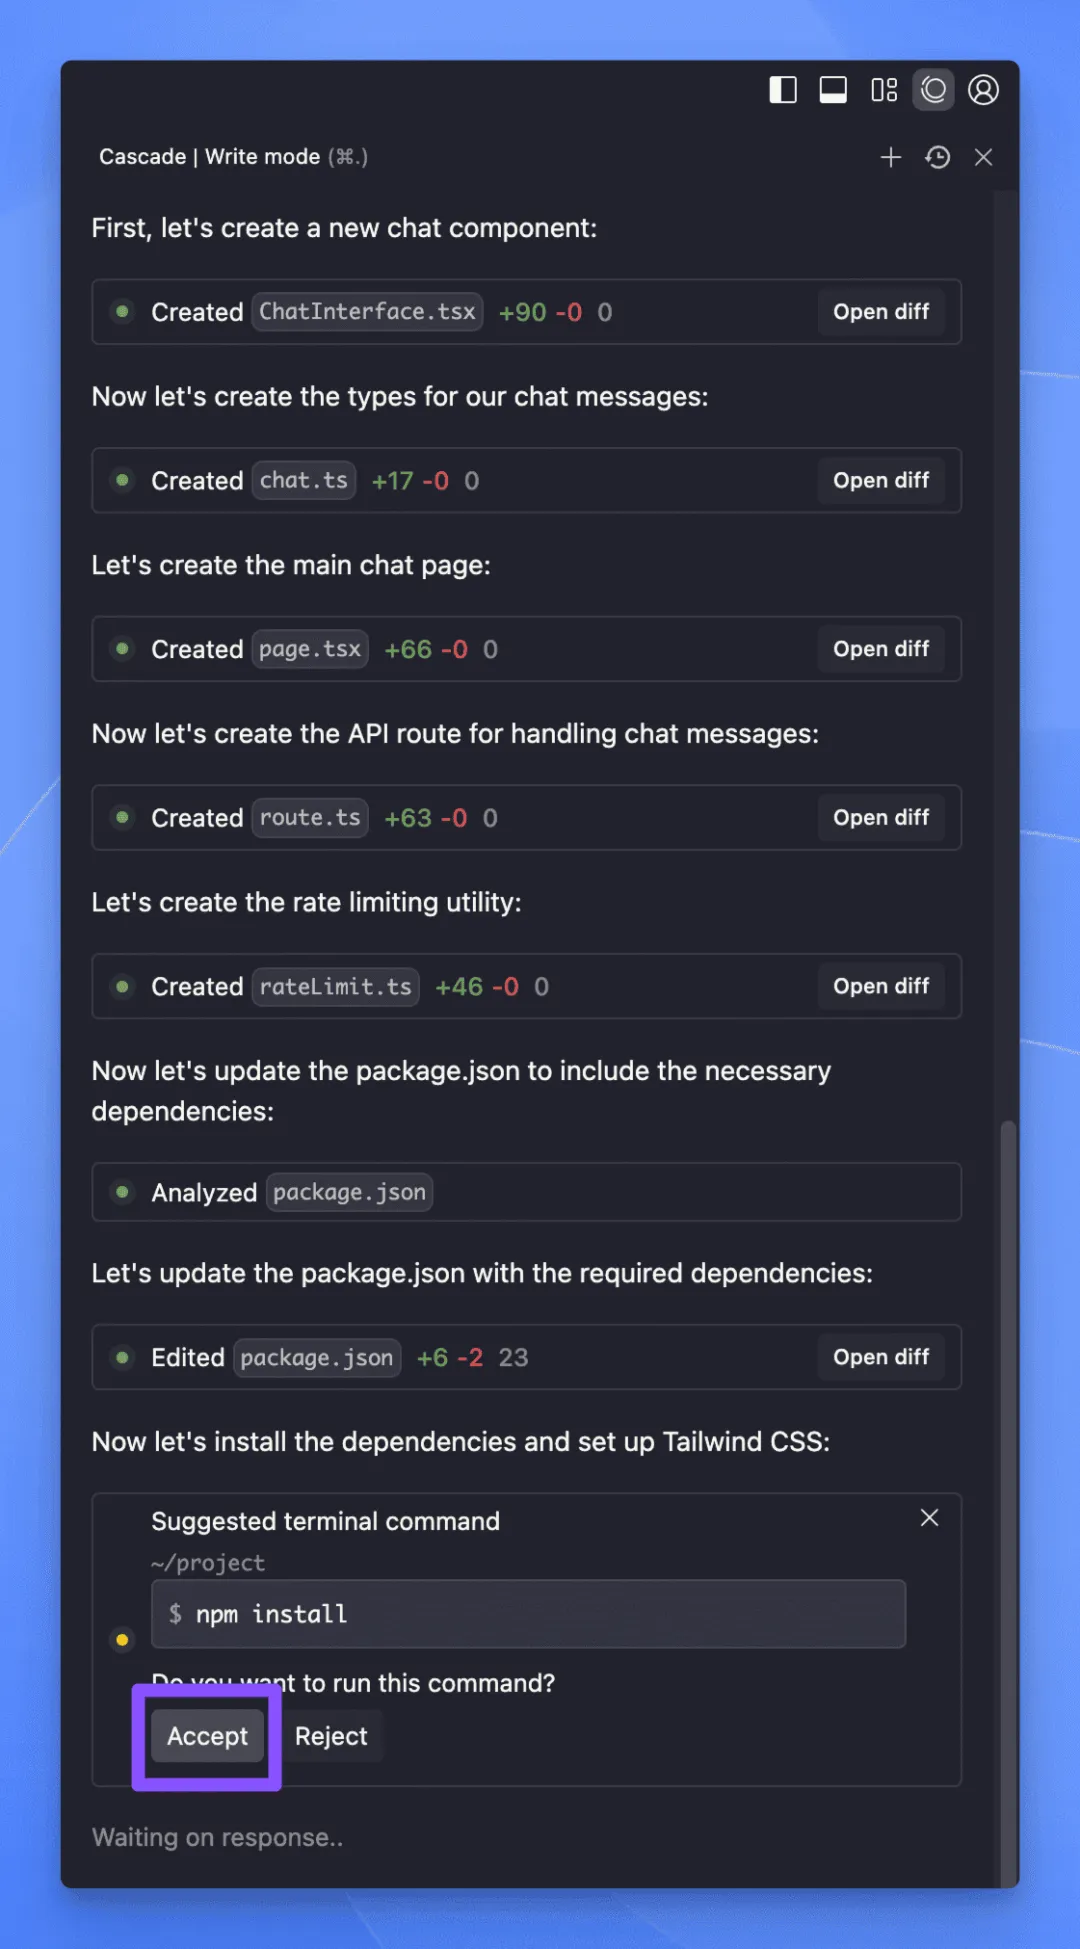 Cascade | Write mode (⌘.)
First, let's create a new chat component:
Created ChatInterface.tsx +90 -0 0 Open diff
Now let's create the types for our chat messages:
Created chat.ts +17 -0 0 Open diff
Let's create the main chat page:
Created page.tsx +66 -0 0 Open diff
Now let's create the API route for handling chat messages:
Created route.ts +63 -0 0 Open diff
Let's create the rate limiting utility:
Created rateLimit.ts +46 -0 0 Open diff
Now let's update the package.json to include the necessary
dependencies:
Analyzed package.json
Let's update the package.json with the required dependencies:
Edited package.json +6 -2 23 Open diff
Now let's install the dependencies and set up Tailwind CSS:
Suggested terminal command
~/project
$ npm install
Do you want to run this command?
Accept Reject
Waiting on response..